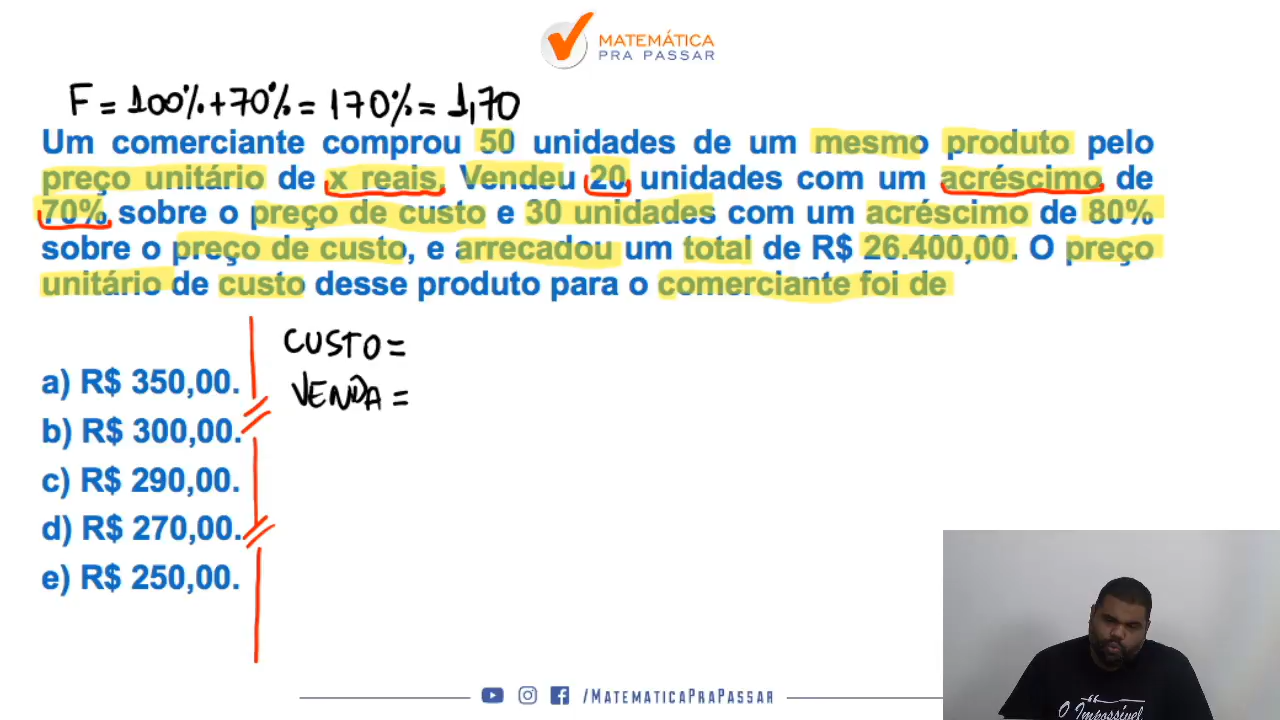 MATEMÁTICA
PRA PASSAR
F = 100% + 70% = 170% = 1,70
Um comerciante comprou 50 unidades de um mesmo produto pelo
preço unitário de x reais. Vendeu 20 unidades com um acréscimo de
70% sobre o preço de custo e 30 unidades com um acréscimo de 80%
sobre o preço de custo, e arrecadou um total de R$ 26.400,00. O preço
unitário de custo desse produto para o comerciante foi de
CUSTO =
VENDA =
a) R$ 350,00.
b) R$ 300,00.
c) R$ 290,00.
d) R$ 270,00.
e) R$ 250,00.
O Impossível
/MATEMATICAPRAPASSAR